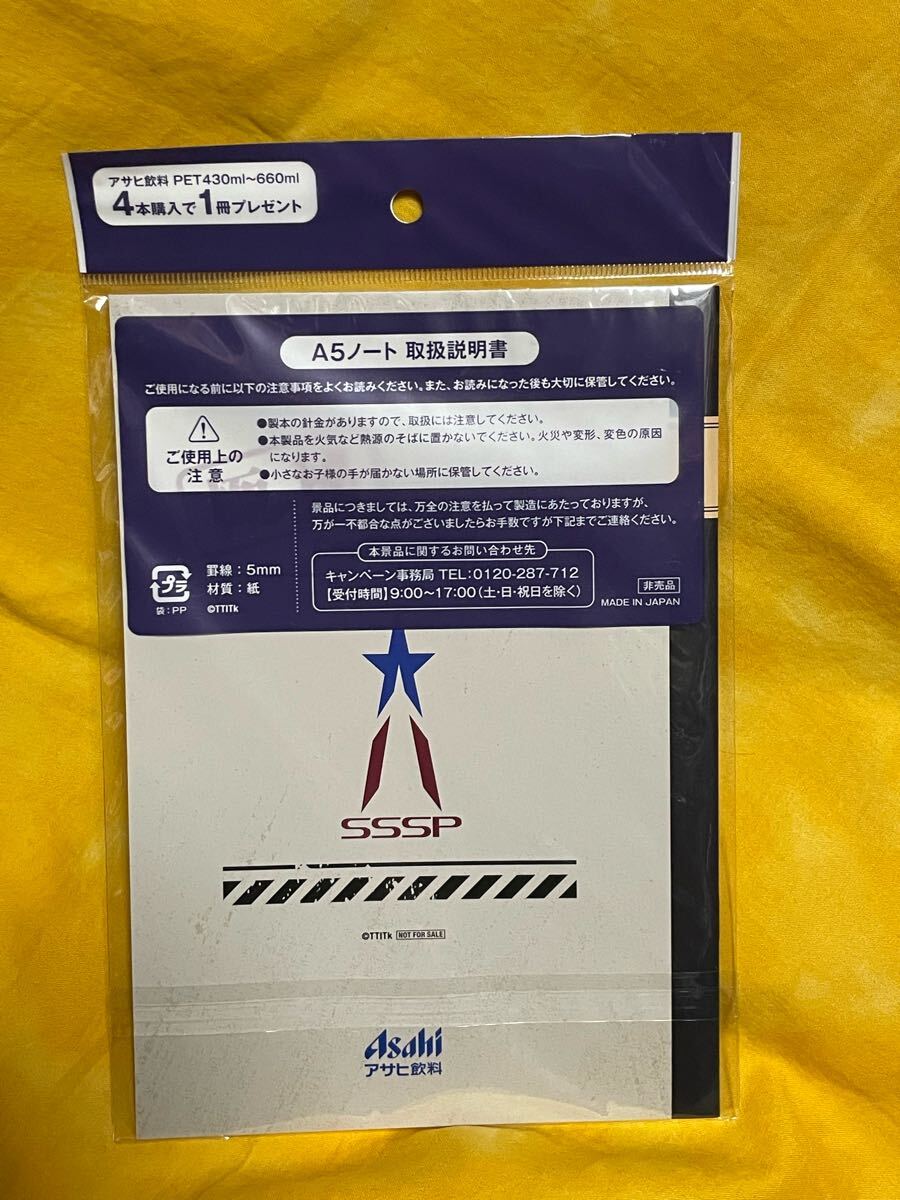 アサヒ飲料 PET430ml〜660ml
4本購入で1冊プレゼント
A5ノート 取扱説明書
ご使用になる前に以下の注意事項をよくお読みください。また、お読みになった後も大切に保管してください。
ご使用上の
注 意
●製本の針金がありますので、取扱には注意してください。
●本製品を火気など熱源のそばに置かないでください。火災や変形、変色の原因
になります。
●小さなお子様の手が届かない場所に保管してください。
景品につきましては、万全の注意を払って製造にあたっておりますが、
万が一不都合な点がございましたらお手数ですが下記までご連絡ください。
プラ
袋：PP
罫線：5mm
材質：紙
©TTITk
本景品に関するお問い合わせ先
キャンペーン事務局 TEL：0120-287-712
【受付時間】9:00〜17:00（土・日・祝日を除く）
非売品
MADE IN JAPAN
SSSP
©TTITk NOT FOR SALE
Asahi
アサヒ飲料